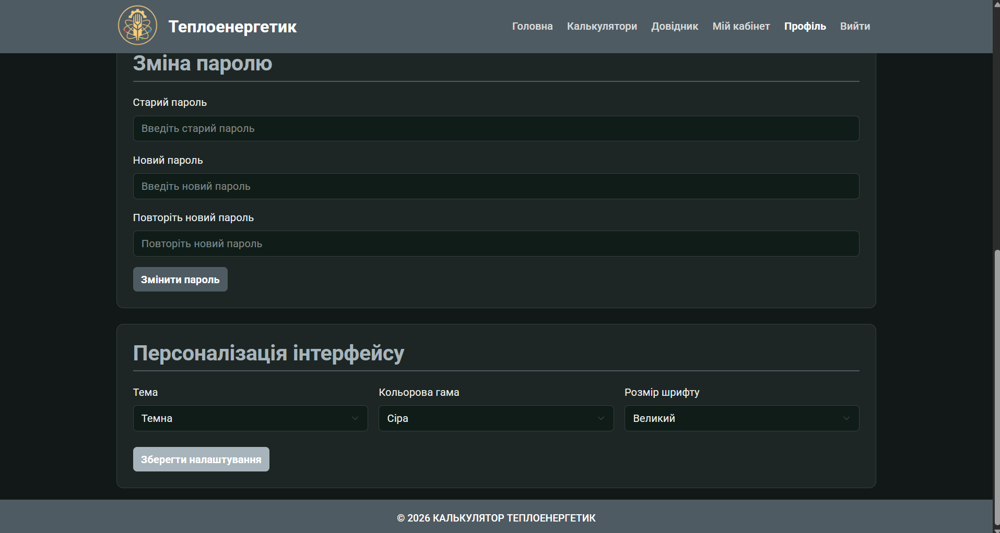 Теплоенергетик
Головна Калькулятори Довідник Мій кабінет Профіль Вийти
Зміна паролю
Старий пароль
Введіть старий пароль
Новий пароль
Введіть новий пароль
Повторіть новий пароль
Повторіть новий пароль
Змінити пароль
Персоналізація інтерфейсу
Тема Кольорова гама Розмір шрифту
Темна Сіра Великий
Зберегти налаштування
© 2026 КАЛЬКУЛЯТОР ТЕПЛОЕНЕРГЕТИК